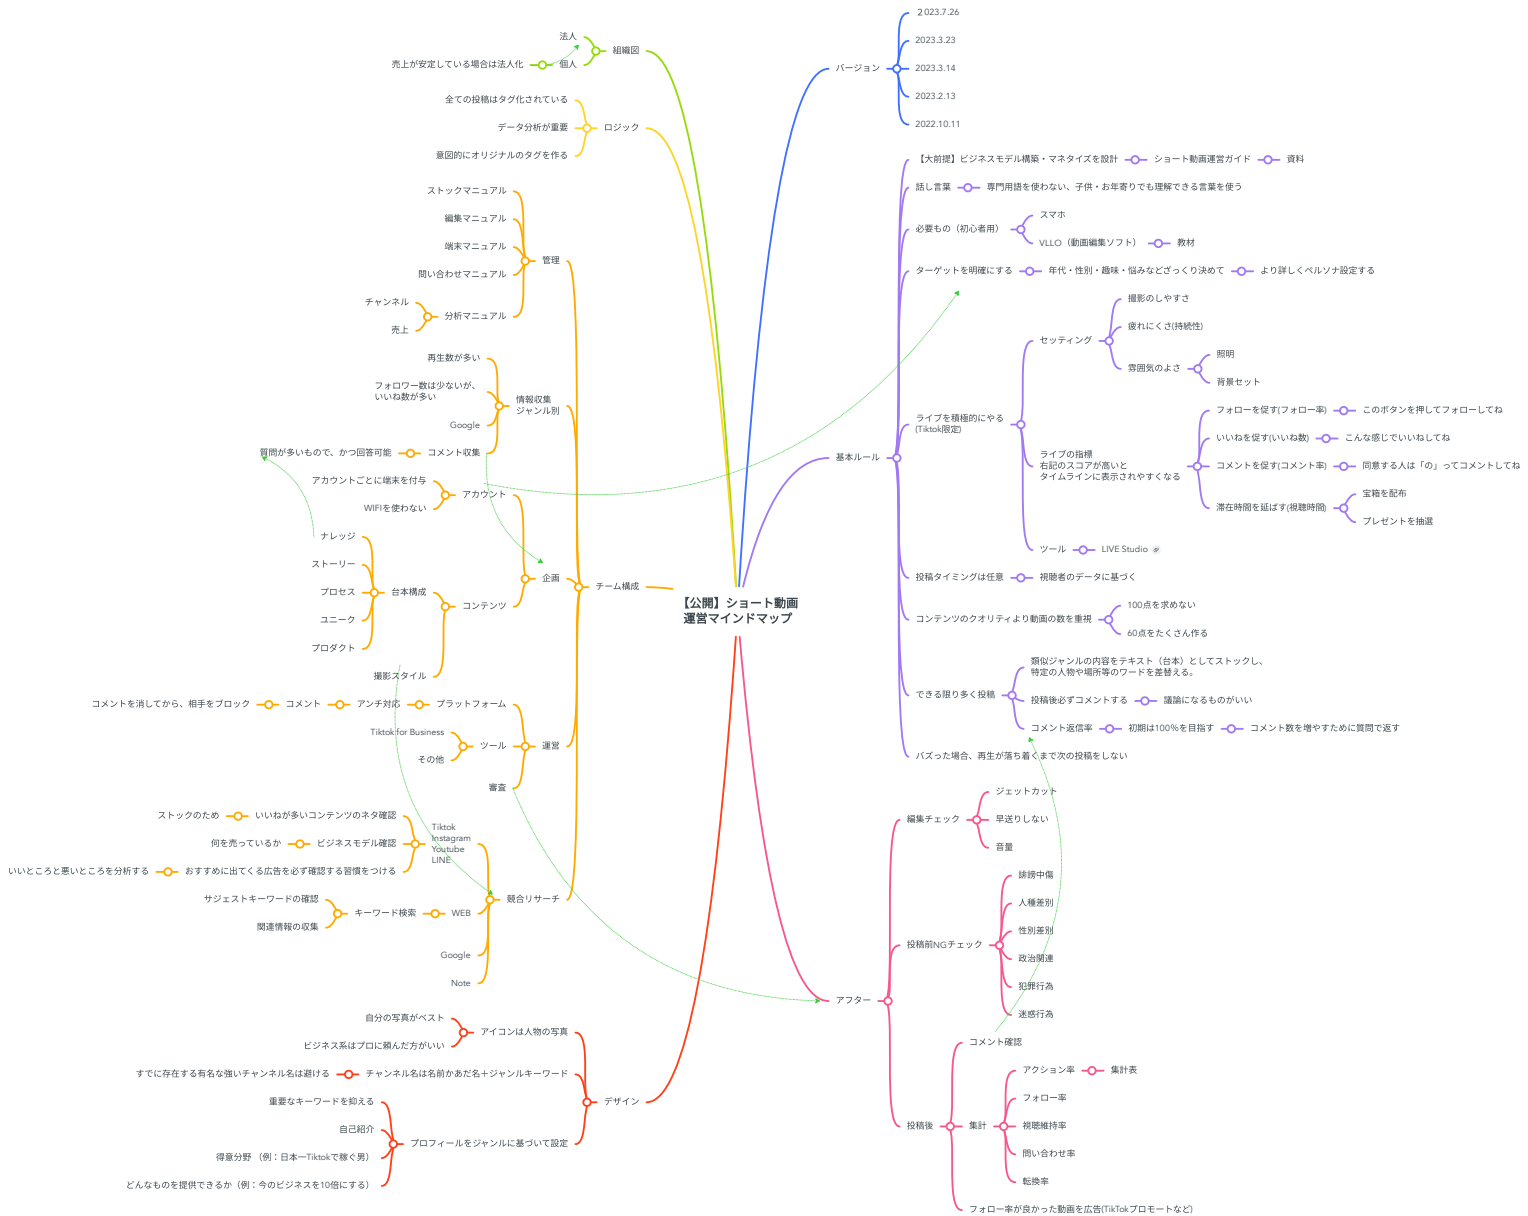 【公開】ショート動画
運営マインドマップ
バージョン
２023.7.26
2023.3.23
2023.3.14
2023.2.13
2022.10.11
基本ルール
【大前提】ビジネスモデル構築・マネタイズを設計
ショート動画運営ガイド
資料
話し言葉
専門用語を使わない、子供・お年寄りでも理解できる言葉を使う
必要もの（初心者用）
スマホ
VLLO（動画編集ソフト）
教材
ターゲットを明確にする
年代・性別・趣味・悩みなどざっくり決めて
より詳しくペルソナ設定する
ライブを積極的にやる
(Tiktok限定)
セッティング
撮影のしやすさ
疲れにくさ(持続性)
雰囲気のよさ
照明
背景セット
ライブの指標
右記のスコアが高いと
タイムラインに表示されやすくなる
フォローを促す(フォロー率)
このボタンを押してフォローしてね
いいねを促す(いいね数)
こんな感じでいいねしてね
コメントを促す(コメント率)
同意する人は「の」ってコメントしてね
滞在時間を延ばす(視聴時間)
宝箱を配布
プレゼントを抽選
ツール
LIVE Studio
投稿タイミングは任意
視聴者のデータに基づく
コンテンツのクオリティより動画の数を重視
100点を求めない
60点をたくさん作る
できる限り多く投稿
類似ジャンルの内容をテキスト（台本）としてストックし、
特定の人物や場所等のワードを差替える。
投稿後必ずコメントする
議論になるものがいい
コメント返信率
初期は100％を目指す
コメント数を増やすために質問で返す
バズった場合、再生が落ち着くまで次の投稿をしない
アフター
編集チェック
ジェットカット
早送りしない
音量
投稿前NGチェック
誹謗中傷
人種差別
性別差別
政治関連
犯罪行為
迷惑行為
投稿後
コメント確認
集計
アクション率
集計表
フォロー率
視聴維持率
問い合わせ率
転換率
フォロー率が良かった動画を広告(TikTokプロモートなど)
組織図
法人
個人
売上が安定している場合は法人化
ロジック
全ての投稿はタグ化されている
データ分析が重要
意図的にオリジナルのタグを作る
チーム構成
管理
ストックマニュアル
編集マニュアル
端末マニュアル
問い合わせマニュアル
分析マニュアル
チャンネル
売上
情報収集
ジャンル別
再生数が多い
フォロワー数は少ないが、
いいね数が多い
Google
コメント収集
質問が多いもので、かつ回答可能
企画
アカウント
アカウントごとに端末を付与
WIFIを使わない
コンテンツ
台本構成
ナレッジ
ストーリー
プロセス
ユニーク
プロダクト
撮影スタイル
運営
プラットフォーム
アンチ対応
コメント
コメントを消してから、相手をブロック
ツール
Tiktok for Business
その他
審査
競合リサーチ
Tiktok
Instagram
Youtube
LINE
いいねが多いコンテンツのネタ確認
ストックのため
ビジネスモデル確認
何を売っているか
おすすめに出てくる広告を必ず確認する習慣をつける
いいところと悪いところを分析する
WEB
キーワード検索
サジェストキーワードの確認
関連情報の収集
Google
Note
デザイン
アイコンは人物の写真
自分の写真がベスト
ビジネス系はプロに頼んだ方がいい
チャンネル名は名前かあだ名＋ジャンルキーワード
すでに存在する有名な強いチャンネル名は避ける
プロフィールをジャンルに基づいて設定
重要なキーワードを抑える
自己紹介
得意分野 （例：日本一Tiktokで稼ぐ男）
どんなものを提供できるか（例：今のビジネスを10倍にする）